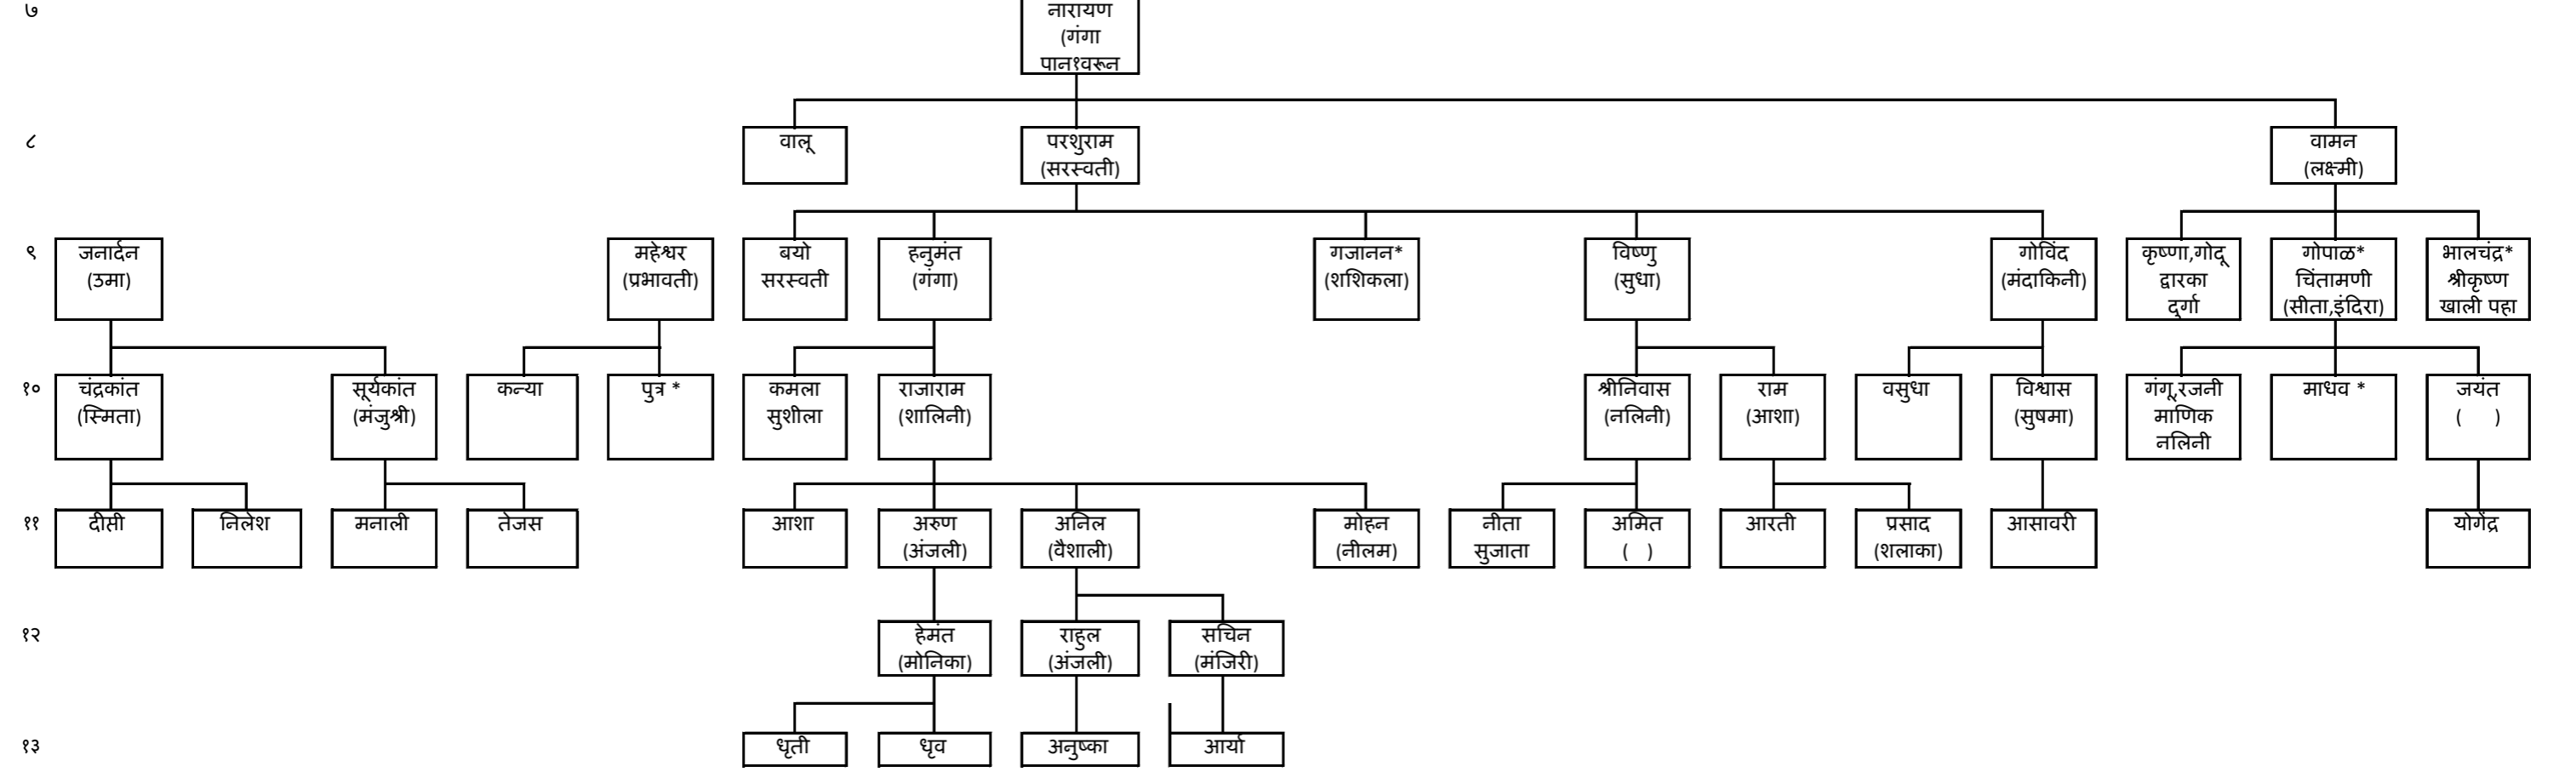 ७
नारायण
(गंगा
पान१वरून
८
वालू
परशुराम
(सरस्वती)
वामन
(लक्ष्मी)
९
जनार्दन
(उमा)
महेश्वर
(प्रभावती)
बयो
सरस्वती
हनुमंत
(गंगा)
गजानन*
(शशिकला)
विष्णु
(सुधा)
गोविंद
(मंदाकिनी)
कृष्णा,गोदू
द्वारका
दुर्गा
गोपाळ*
चिंतामणी
(सीता,इंदिरा)
भालचंद्र*
श्रीकृष्ण
खाली पहा
१०
चंद्रकांत
(स्मिता)
सूर्यकांत
(मंजुश्री)
कन्या
पुत्र *
कमला
सुशीला
राजाराम
(शालिनी)
श्रीनिवास
(नलिनी)
राम
(आशा)
वसुधा
विश्वास
(सुषमा)
गंगू,रजनी
माणिक
नलिनी
माधव *
जयंत
( )
११
दीप्ती
निलेश
मनाली
तेजस
आशा
अरुण
(अंजली)
अनिल
(वैशाली)
मोहन
(नीलम)
नीता
सुजाता
अमित
( )
आरती
प्रसाद
(शलाका)
आसावरी
योगेंद्र
१२
हेमंत
(मोनिका)
राहुल
(अंजली)
सचिन
(मंजिरी)
१३
धृती
धृव
अनुष्का
आर्या